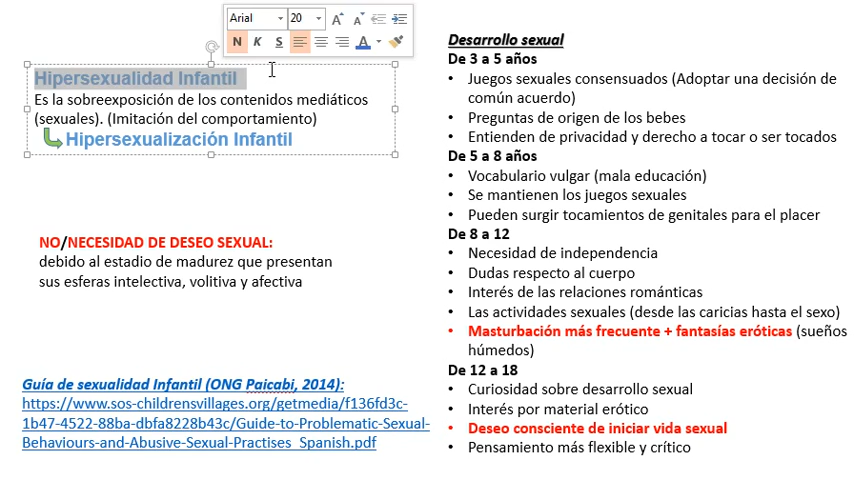 Arial
20
N K S
Hipersexualidad Infantil
Es la sobreexposición de los contenidos mediáticos
(sexuales). (Imitación del comportamiento)
Hipersexualización Infantil
NO/NECESIDAD DE DESEO SEXUAL:
debido al estadio de madurez que presentan
sus esferas intelectiva, volitiva y afectiva
Guía de sexualidad Infantil (ONG Paicabi, 2014):
https://www.sos-childrensvillages.org/getmedia/f136fd3c-
1b47-4522-88ba-dbfa8228b43c/Guide-to-Problematic-Sexual-
Behaviours-and-Abusive-Sexual-Practises_Spanish.pdf
Desarrollo sexual
De 3 a 5 años
• Juegos sexuales consensuados (Adoptar una decisión de
común acuerdo)
• Preguntas de origen de los bebes
• Entienden de privacidad y derecho a tocar o ser tocados
De 5 a 8 años
• Vocabulario vulgar (mala educación)
• Se mantienen los juegos sexuales
• Pueden surgir tocamientos de genitales para el placer
De 8 a 12
• Necesidad de independencia
• Dudas respecto al cuerpo
• Interés de las relaciones románticas
• Las actividades sexuales (desde las caricias hasta el sexo)
• Masturbación más frecuente + fantasías eróticas (sueños
húmedos)
De 12 a 18
• Curiosidad sobre desarrollo sexual
• Interés por material erótico
• Deseo consciente de iniciar vida sexual
• Pensamiento más flexible y crítico